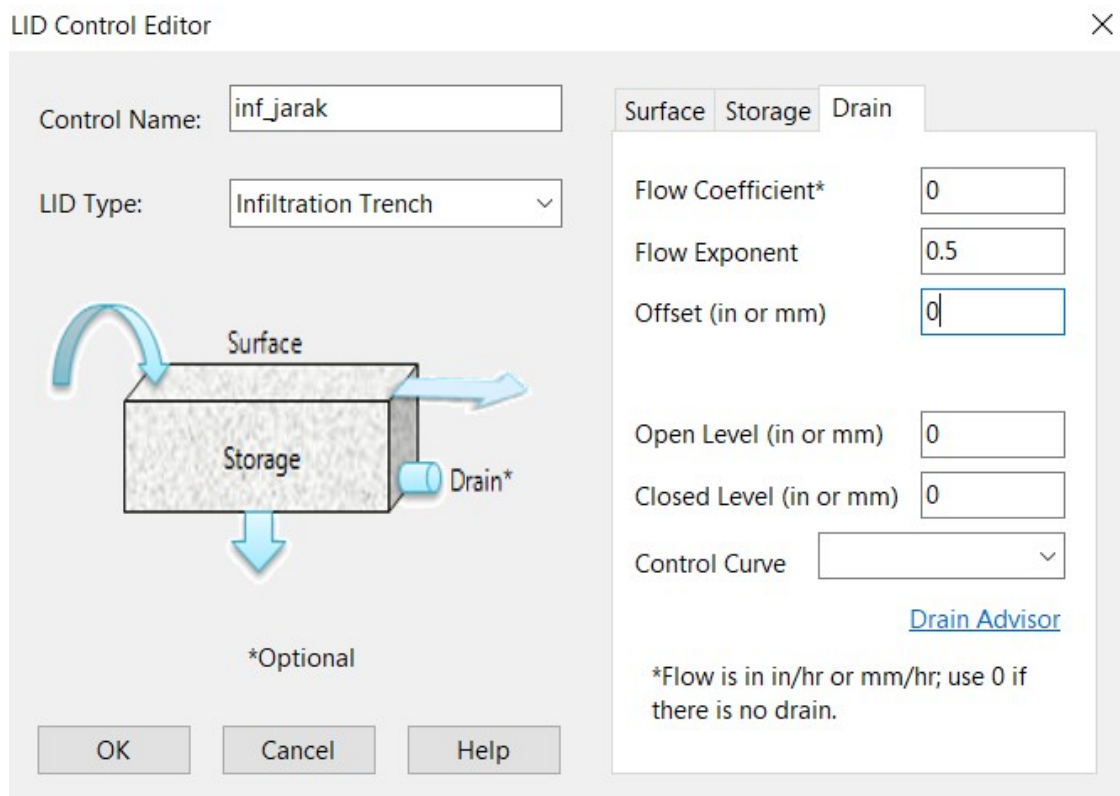 LID Control Editor
Control Name: inf_jarak
LID Type: Infiltration Trench
Surface
Storage
Drain*
*Optional
OK Cancel Help
Surface Storage Drain
Flow Coefficient* 0
Flow Exponent 0.5
Offset (in or mm) 0
Open Level (in or mm) 0
Closed Level (in or mm) 0
Control Curve
Drain Advisor
*Flow is in in/hr or mm/hr; use 0 if
there is no drain.